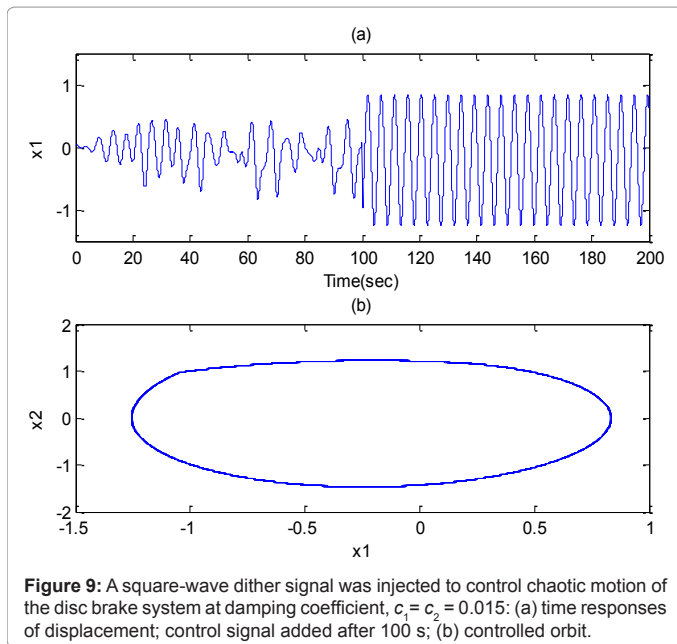 (a)
1
0
-1
x1
0 20 40 60 80 100 120 140 160 180 200
Time(sec)
(b)
2
1
0
-1
-2
x2
-1.5 -1 -0.5 0 0.5 1
x1
Figure 9: A square-wave dither signal was injected to control chaotic motion of
the disc brake system at damping coefficient, c₁= c₂ = 0.015: (a) time responses
of displacement; control signal added after 100 s; (b) controlled orbit.